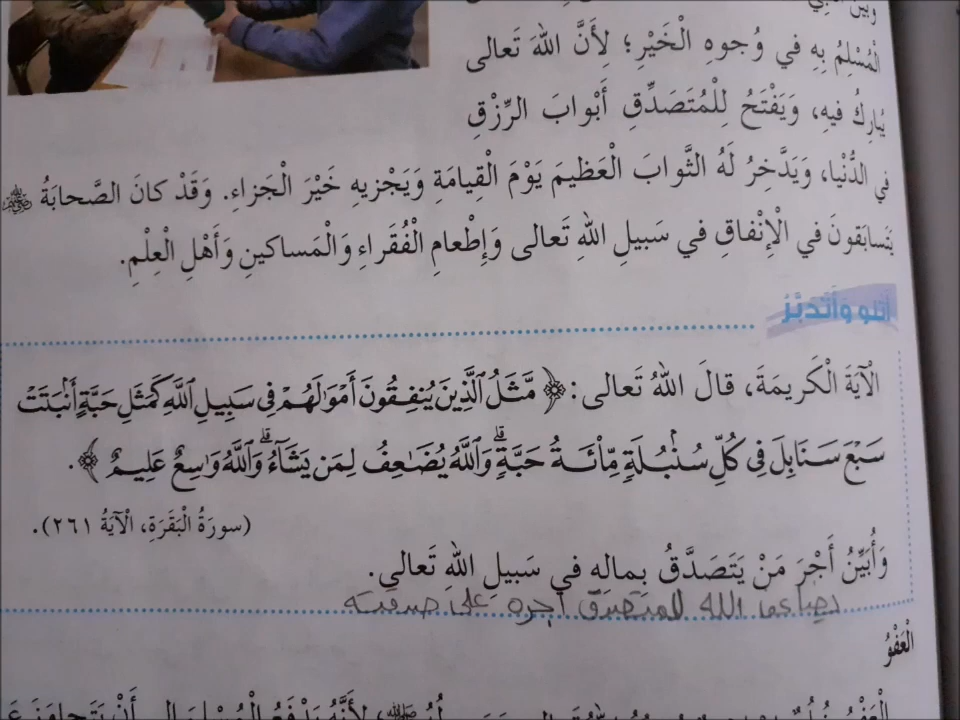 وبين
الْمُسْلِمُ بِهِ في وُجوهِ الْخَيْرِ؛ لِأَنَّ اللهَ تَعالى
يُبارِكُ فيهِ، وَيَفْتَحُ لِلْمُتَصَدِّقِ أَبْوابَ الرِّزْقِ
في الدُّنْيا، وَيَدَّخِرُ لَهُ الثَّوابَ الْعَظيمَ يَوْمَ الْقِيامَةِ وَيَجْزيهِ خَيْرَ الْجَزاءِ. وَقَدْ كانَ الصَّحابَةُ
يَتَسابَقونَ في الْإِنْفاقِ في سَبيلِ اللهِ تَعالى وَإِطْعامِ الْفُقَراءِ وَالْمَساكينِ وَأَهْلِ الْعِلْمِ.
أَتْلو وَأَتَدَبَّرُ
الْآيَةَ الْكَريمَةَ، قالَ اللهُ تَعالى: ﴿ مَّثَلُ ٱلَّذِينَ يُنفِقُونَ أَمْوَٰلَهُمْ فِى سَبِيلِ ٱللَّهِ كَمَثَلِ حَبَّةٍ أَنۢبَتَتْ
سَبْعَ سَنَابِلَ فِى كُلِّ سُنۢبُلَةٍ مِّا۟ئَةُ حَبَّةٍ ۗ وَٱللَّهُ يُضَٰعِفُ لِمَن يَشَآءُ ۗ وَٱللَّهُ وَٰسِعٌ عَلِيمٌ ﴾.
(سورَةُ الْبَقَرَةِ، الْآيَةُ ٢٦١).
وَأُبَيِّنُ أَجْرَ مَنْ يَتَصَدَّقُ بِمالِهِ في سَبيلِ اللهِ تَعالى.
الله للمتصدق أجره على صدقته
الْعَفْوُ